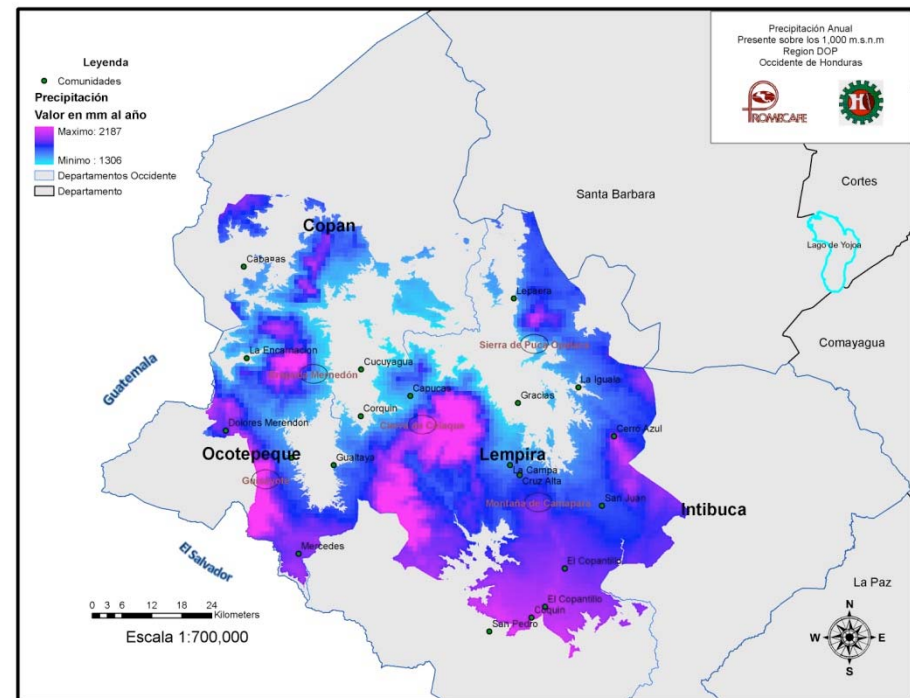 Precipitación Anual
Presente sobre los 1,000 m.s.n.m
Region DOP
Occidente de Honduras
PROMECAFE
Leyenda
Comunidades
Precipitación
Valor en mm al año
Maximo: 2187
Minimo : 1306
Departamentos Occidente
Departamento
Santa Barbara
Cortes
Copan
Lago de Yojoa
Cabañas
Lepaera
Sierra de Puca
Comayagua
La Encarnacion
Cucuyagua
Guatemala
La Iguala
Capucas
Gracias
Corquin
Dolores Merendon
Cerro Azul
Ocotepeque
Gualtaya
Lempira
La Campa
Cruz Alta
Montaña de Camapara
San Juan
Intibuca
El Salvador
Mercedes
El Copantillo
La Paz
El Copantillo
San Pedro
0 3 6 12 18 24
Kilometers
Escala 1:700,000
N
W E
S